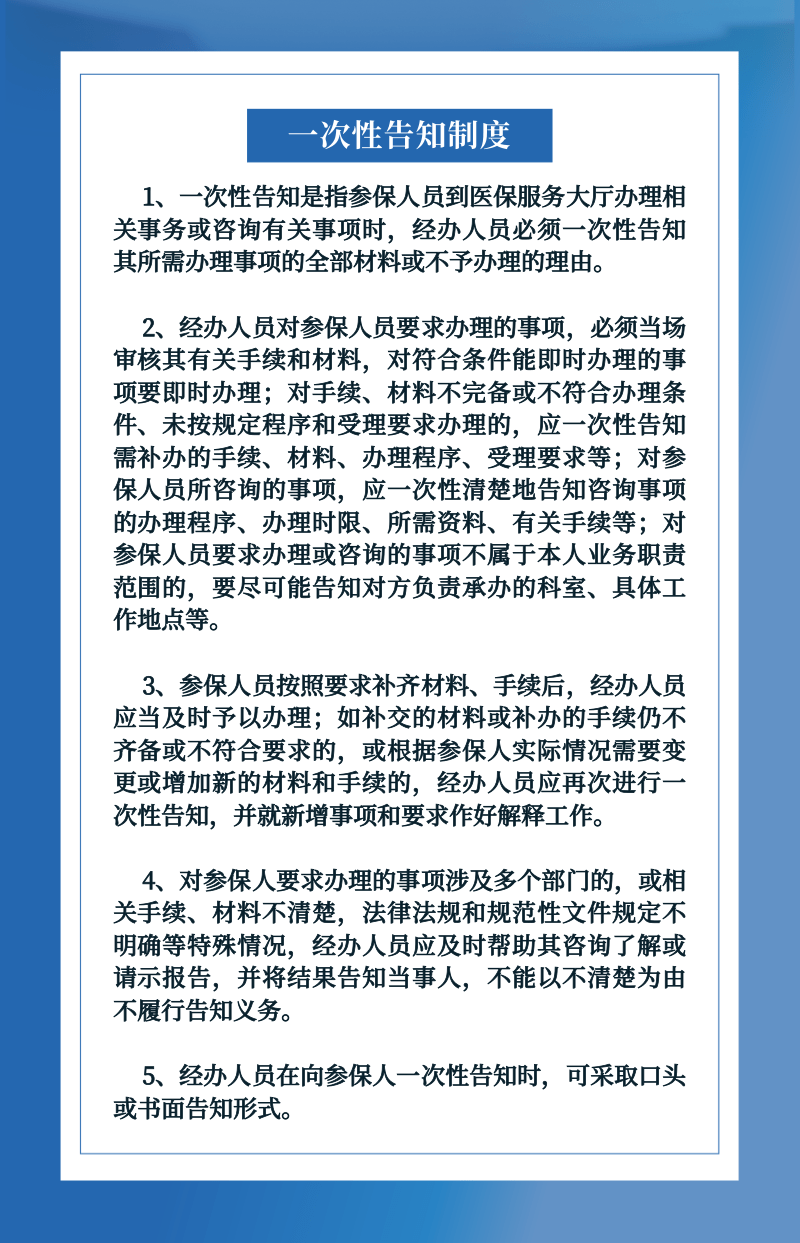 一次性告知制度
1、一次性告知是指参保人员到医保服务大厅办理相
关事务或咨询有关事项时，经办人员必须一次性告知
其所需办理事项的全部材料或不予办理的理由。
2、经办人员对参保人员要求办理的事项，必须当场
审核其有关手续和材料，对符合条件能即时办理的事
项要即时办理；对手续、材料不完备或不符合办理条
件、未按规定程序和受理要求办理的，应一次性告知
需补办的手续、材料、办理程序、受理要求等；对参
保人员所咨询的事项，应一次性清楚地告知咨询事项
的办理程序、办理时限、所需资料、有关手续等；对
参保人员要求办理或咨询的事项不属于本人业务职责
范围的，要尽可能告知对方负责承办的科室、具体工
作地点等。
3、参保人员按照要求补齐材料、手续后，经办人员
应当及时予以办理；如补交的材料或补办的手续仍不
齐备或不符合要求的，或根据参保人实际情况需要变
更或增加新的材料和手续的，经办人员应再次进行一
次性告知，并就新增事项和要求作好解释工作。
4、对参保人要求办理的事项涉及多个部门的，或相
关手续、材料不清楚，法律法规和规范性文件规定不
明确等特殊情况，经办人员应及时帮助其咨询了解或
请示报告，并将结果告知当事人，不能以不清楚为由
不履行告知义务。
5、经办人员在向参保人一次性告知时，可采取口头
或书面告知形式。